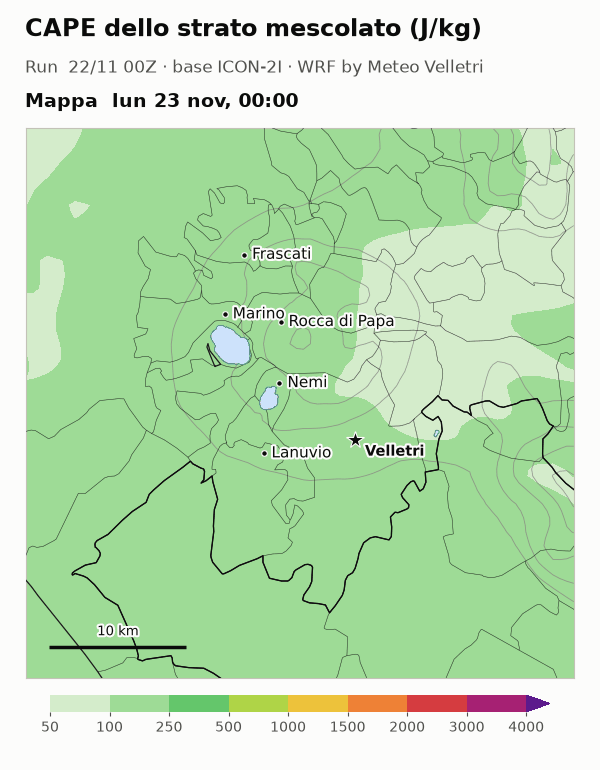 CAPE dello strato mescolato (J/kg)
Run  22/11 00Z · base ICON-2I · WRF by Meteo Velletri
Mappa  lun 23 nov, 00:00
Frascati
Marino
Rocca di Papa
Nemi
Velletri
Lanuvio
10 km
50 100 250 500 1000 1500 2000 3000 4000